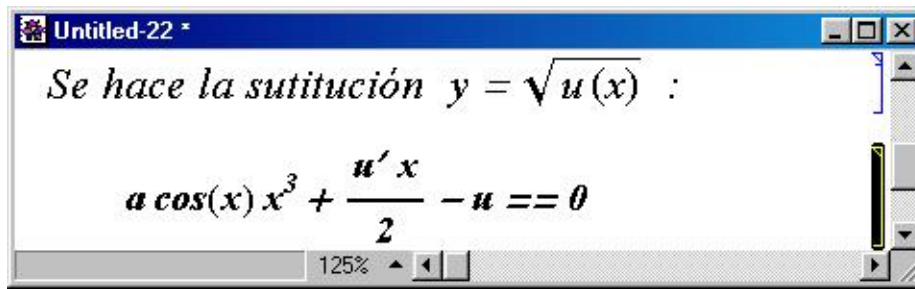 Untitled-22 *
Se hace la sutitución y = √u(x) :
a cos(x) x³ + u′ x / 2 − u == 0
125%